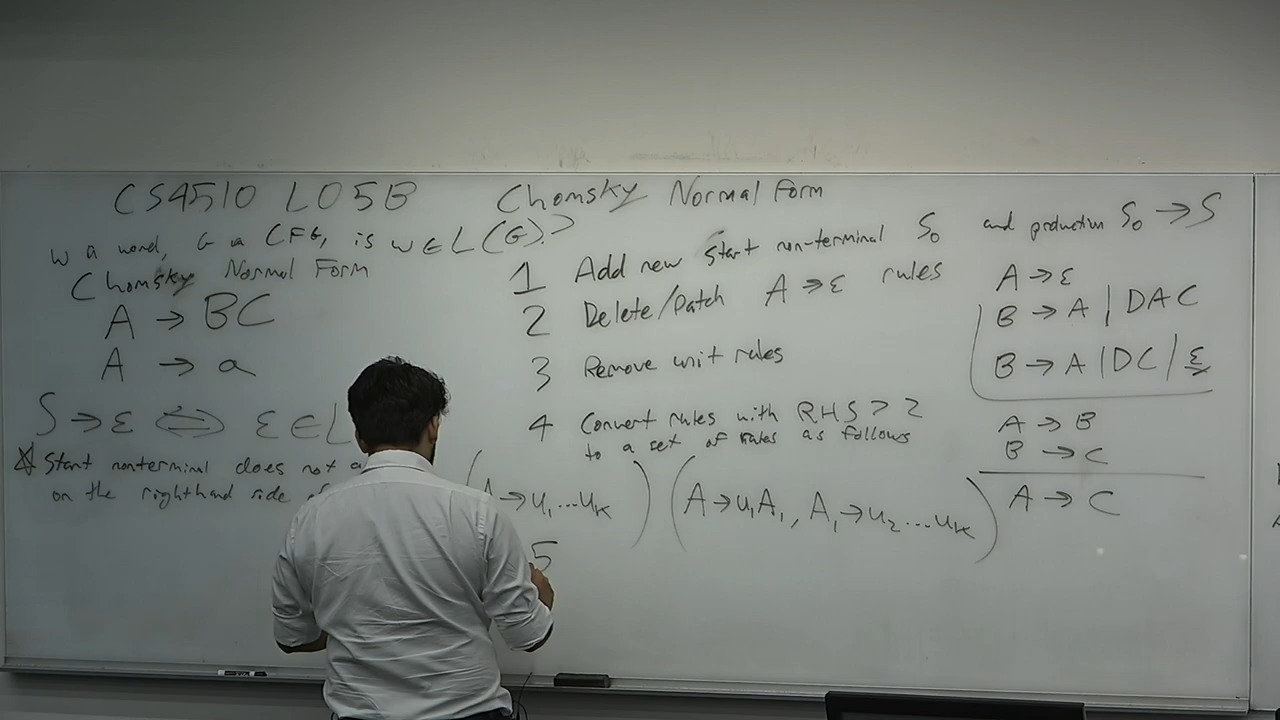 CS4510 L05B
w a word, G a CFG, is w∈L(G)?
Chomsky Normal Form
A → BC
A → a
S → ε ⟺ ε ∈ L
Start nonterminal does not
on the righthand side
Chomsky Normal Form
1 Add new start non-terminal S₀ and production S₀ → S
2 Delete/Patch A → ε rules
3 Remove unit rules
4 Convert rules with RHS > 2
to a set of rules as follows
(A → u₁...uₖ) (A → u₁A₁, A₁ → u₂...uₖ)
5
A → ε
B → A | DAC
B → A | DC | ε
A → B
B → C
A → C